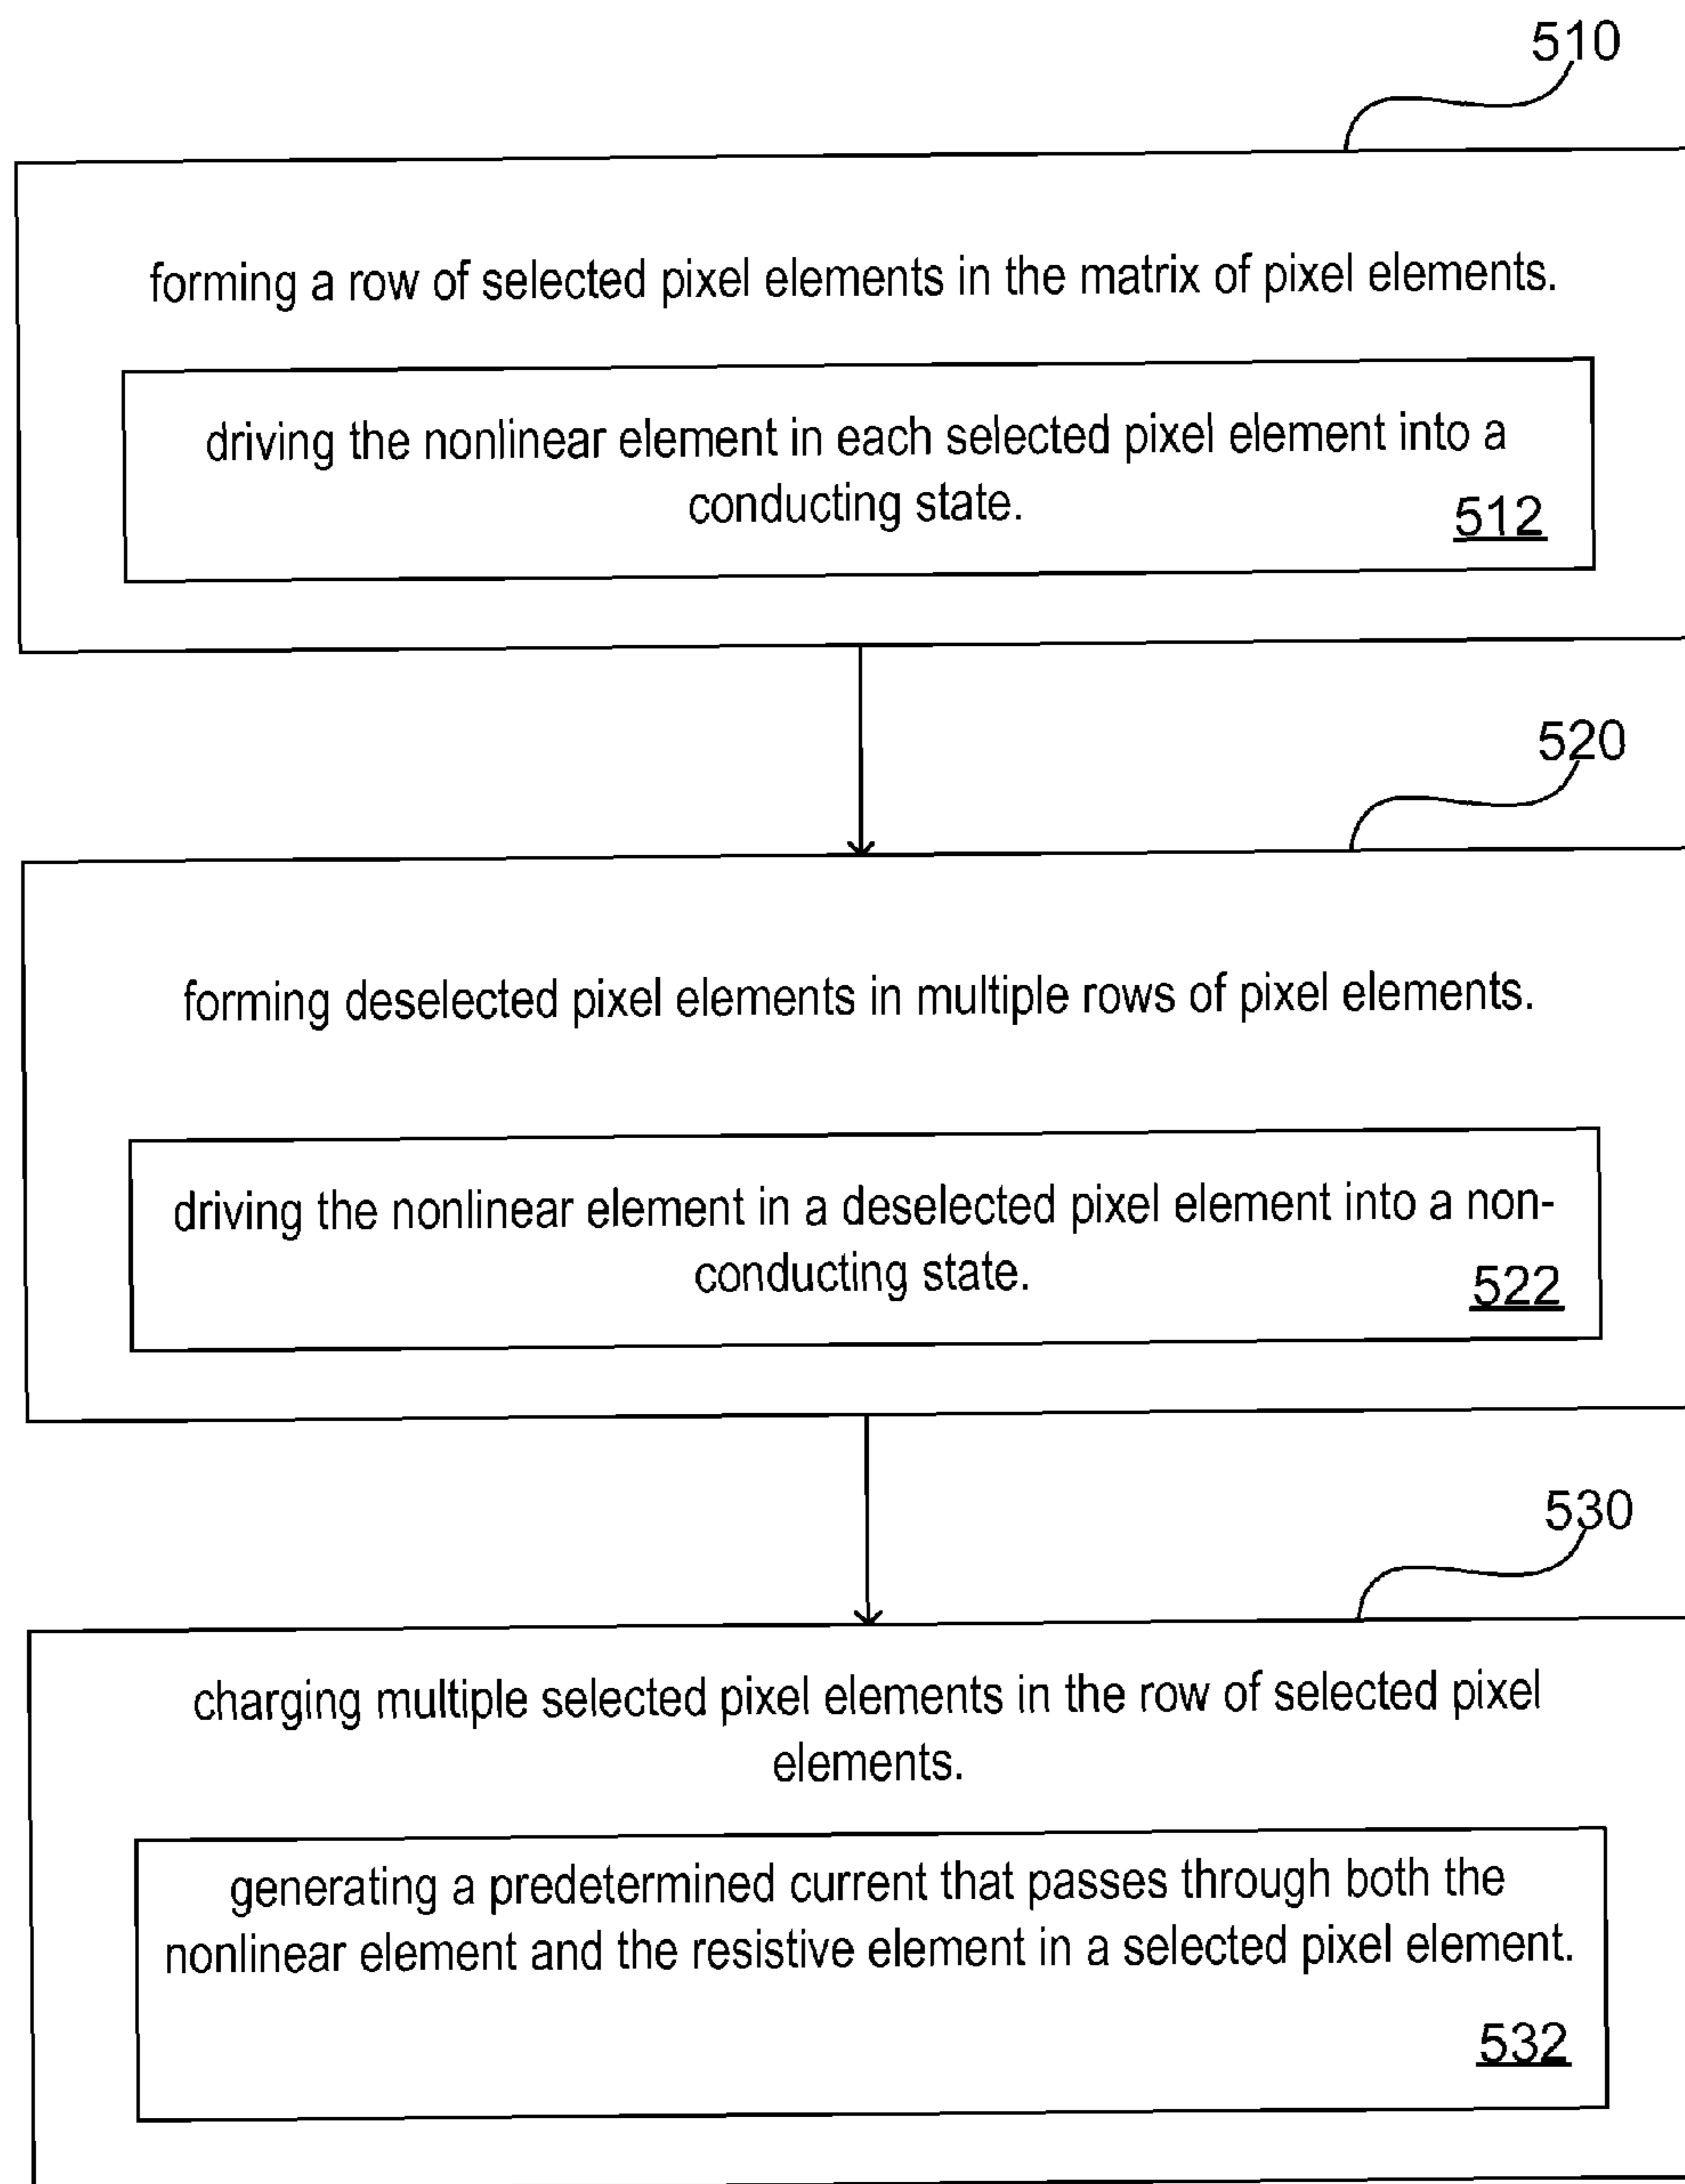 510
forming a row of selected pixel elements in the matrix of pixel elements.
driving the nonlinear element in each selected pixel element into a
conducting state.
512
520
forming deselected pixel elements in multiple rows of pixel elements.
driving the nonlinear element in a deselected pixel element into a non-
conducting state.
522
530
charging multiple selected pixel elements in the row of selected pixel
elements.
generating a predetermined current that passes through both the
nonlinear element and the resistive element in a selected pixel element.
532